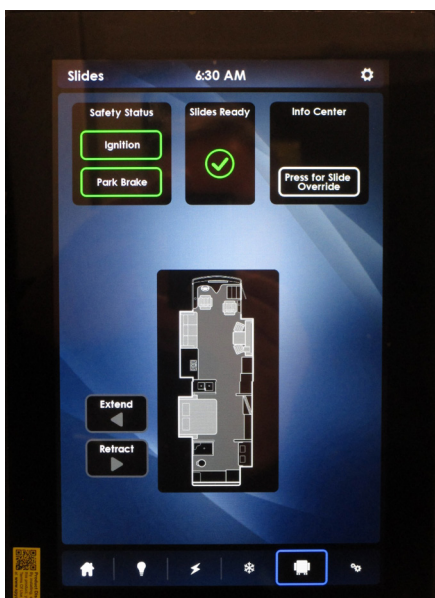 Slides
6:30 AM
Safety Status
Slides Ready
Info Center
Ignition
Park Brake
Press for Slide
Override
Extend
Retract